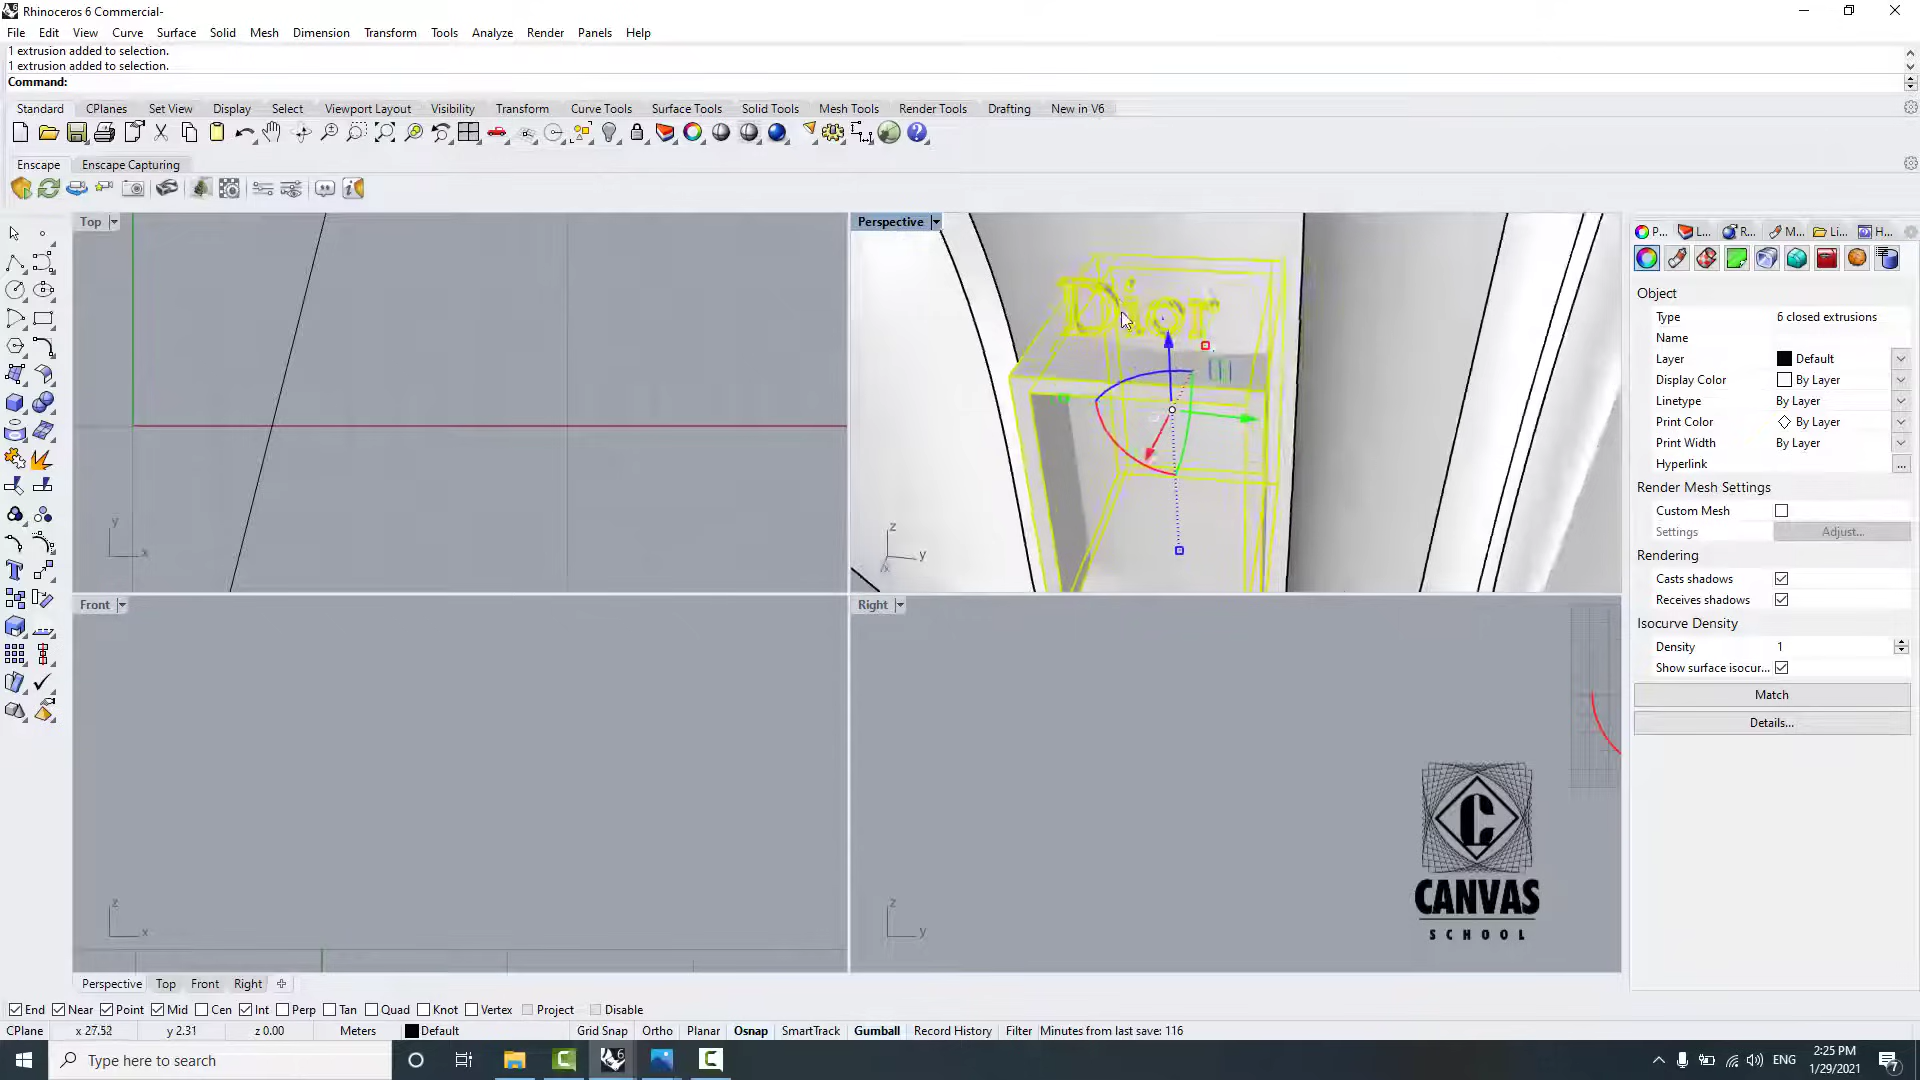 Rhinoceros 6 Commercial-
File Edit View Curve Surface Solid Mesh Dimension Transform Tools Analyze Render Panels Help
1 extrusion added to selection.
1 extrusion added to selection.
Command:
Standard CPlanes Set View Display Select Viewport Layout Visibility Transform Curve Tools Surface Tools Solid Tools Mesh Tools Render Tools Drafting New in V6
Enscape Enscape Capturing
Top
Perspective
P... L... R... M... Li... H...
Object
Type 6 closed extrusions
Name
Layer Default
Display Color By Layer
Linetype By Layer
Print Color By Layer
Print Width By Layer
Hyperlink ...
Render Mesh Settings
Custom Mesh
Settings Adjust...
Rendering
Casts shadows
Receives shadows
Isocurve Density
Density 1
Show surface isocur...
Match
Details...
Dior
y
x
z
y
x
Front
Right
z
x
z
y
CANVAS
SCHOOL
Perspective Top Front Right
End Near Point Mid Cen Int Perp Tan Quad Knot Vertex Project Disable
CPlane x 27.52 y 2.31 z 0.00 Meters Default Grid Snap Ortho Planar Osnap SmartTrack Gumball Record History Filter Minutes from last save: 116
Type here to search
ENG
2:25 PM
1/29/2021
7